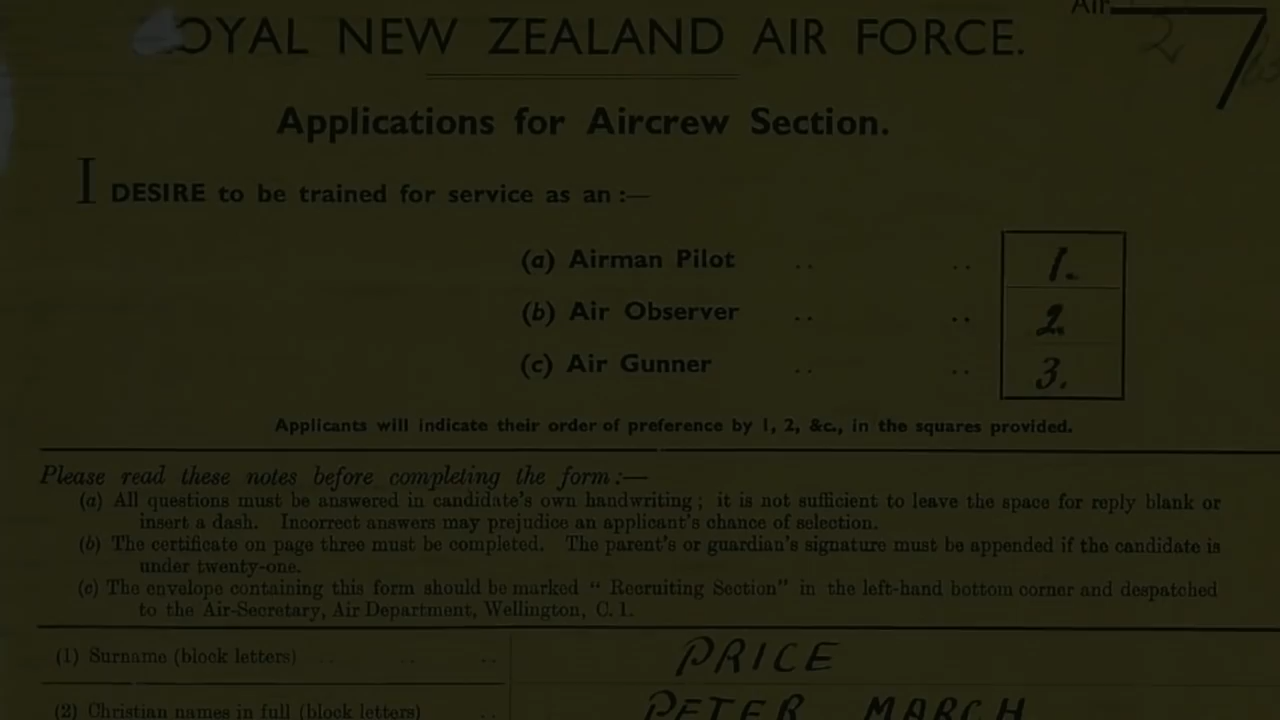 ROYAL NEW ZEALAND AIR FORCE.
Air
2
Applications for Aircrew Section.
I DESIRE to be trained for service as an :—
(a) Airman Pilot .. .. 1.
(b) Air Observer .. .. 2.
(c) Air Gunner .. .. 3.
Applicants will indicate their order of preference by 1, 2, &c., in the squares provided.
Please read these notes before completing the form :—
(a) All questions must be answered in candidate's own handwriting ; it is not sufficient to leave the space for reply blank or
insert a dash. Incorrect answers may prejudice an applicant's chance of selection.
(b) The certificate on page three must be completed. The parent's or guardian's signature must be appended if the candidate is
under twenty-one.
(c) The envelope containing this form should be marked “ Recruiting Section” in the left-hand bottom corner and despatched
to the Air-Secretary, Air Department, Wellington, C. 1.
(1) Surname (block letters) .. .. .. PRICE
(2) Christian names in full (block letters) .. PETER MARCH